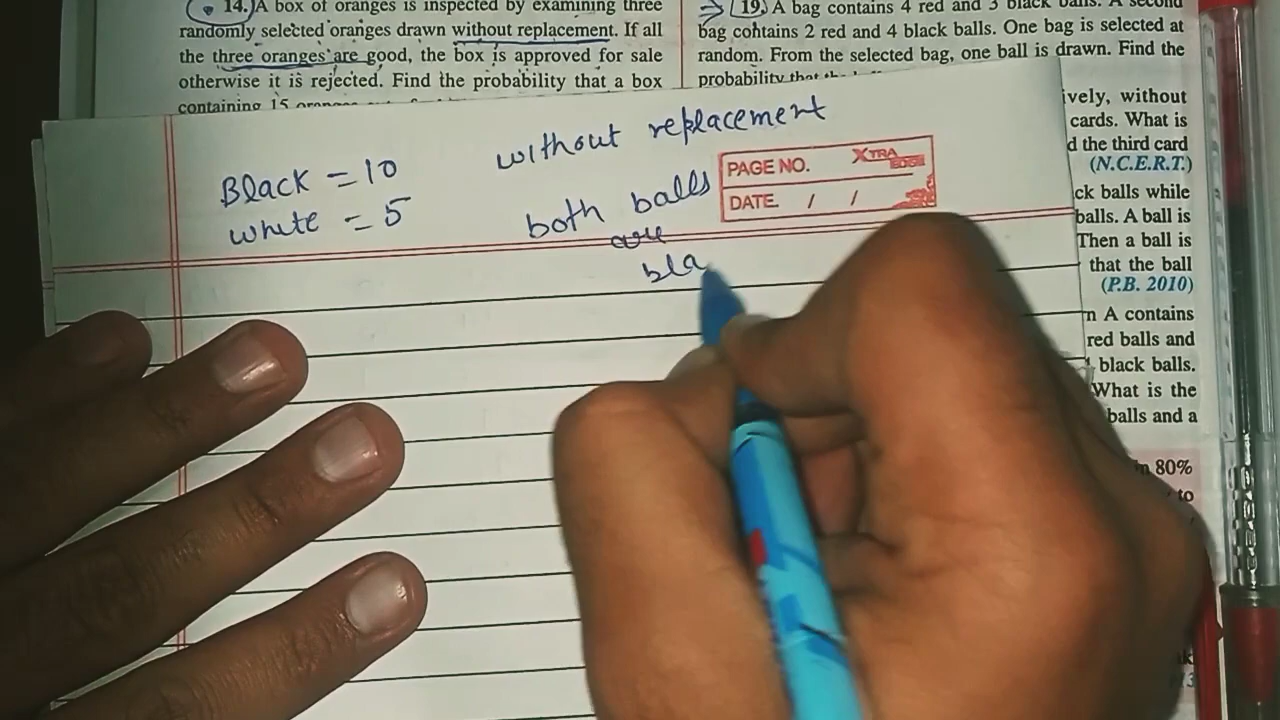 14. A box of oranges is inspected by examining three
randomly selected oranges drawn without replacement. If all
the three oranges are good, the box is approved for sale
otherwise it is rejected. Find the probability that a box
containing 15
19. A bag contains 4 red and 3 black balls. A second
bag contains 2 red and 4 black balls. One bag is selected at
random. From the selected bag, one ball is drawn. Find the
probability that
ively, without
cards. What is
d the third card
(N.C.E.R.T.)
ck balls while
balls. A ball is
Then a ball is
that the ball
(P.B. 2010)
n A contains
red balls and
black balls.
What is the
balls and a
80%
to
Black = 10
white = 5
without replacement
both balls
are
bla
PAGE NO.
XTRA
DATE. / /